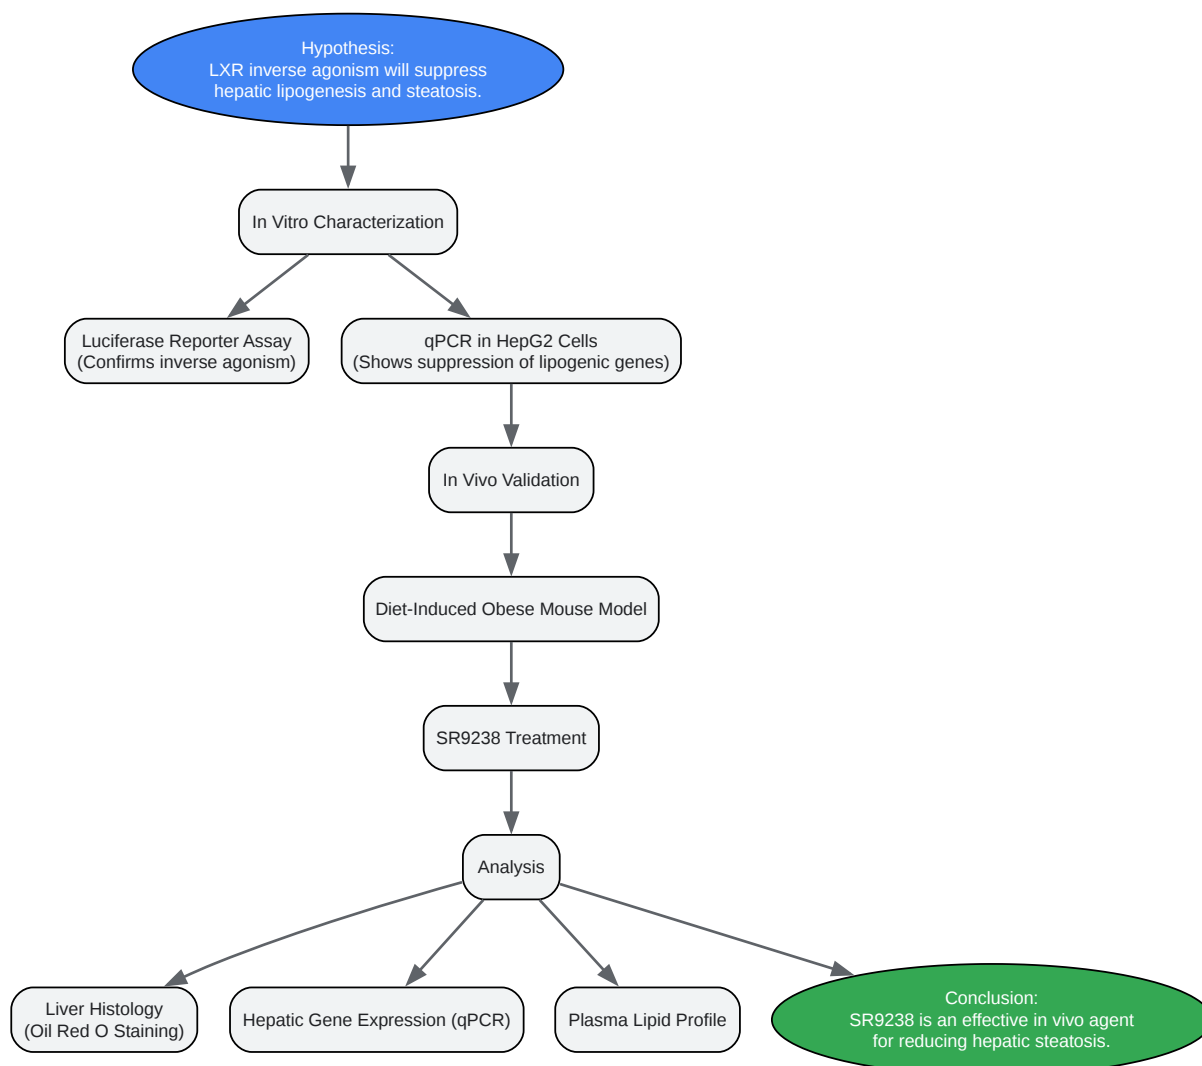 Hypothesis:
LXR inverse agonism will suppress
hepatic lipogenesis and steatosis.
In Vitro Characterization
Luciferase Reporter Assay
(Confirms inverse agonism)
qPCR in HepG2 Cells
(Shows suppression of lipogenic genes)
In Vivo Validation
Diet-Induced Obese Mouse Model
SR9238 Treatment
Analysis
Liver Histology
(Oil Red O Staining)
Hepatic Gene Expression (qPCR)
Plasma Lipid Profile
Conclusion:
SR9238 is an effective in vivo agent
for reducing hepatic steatosis.